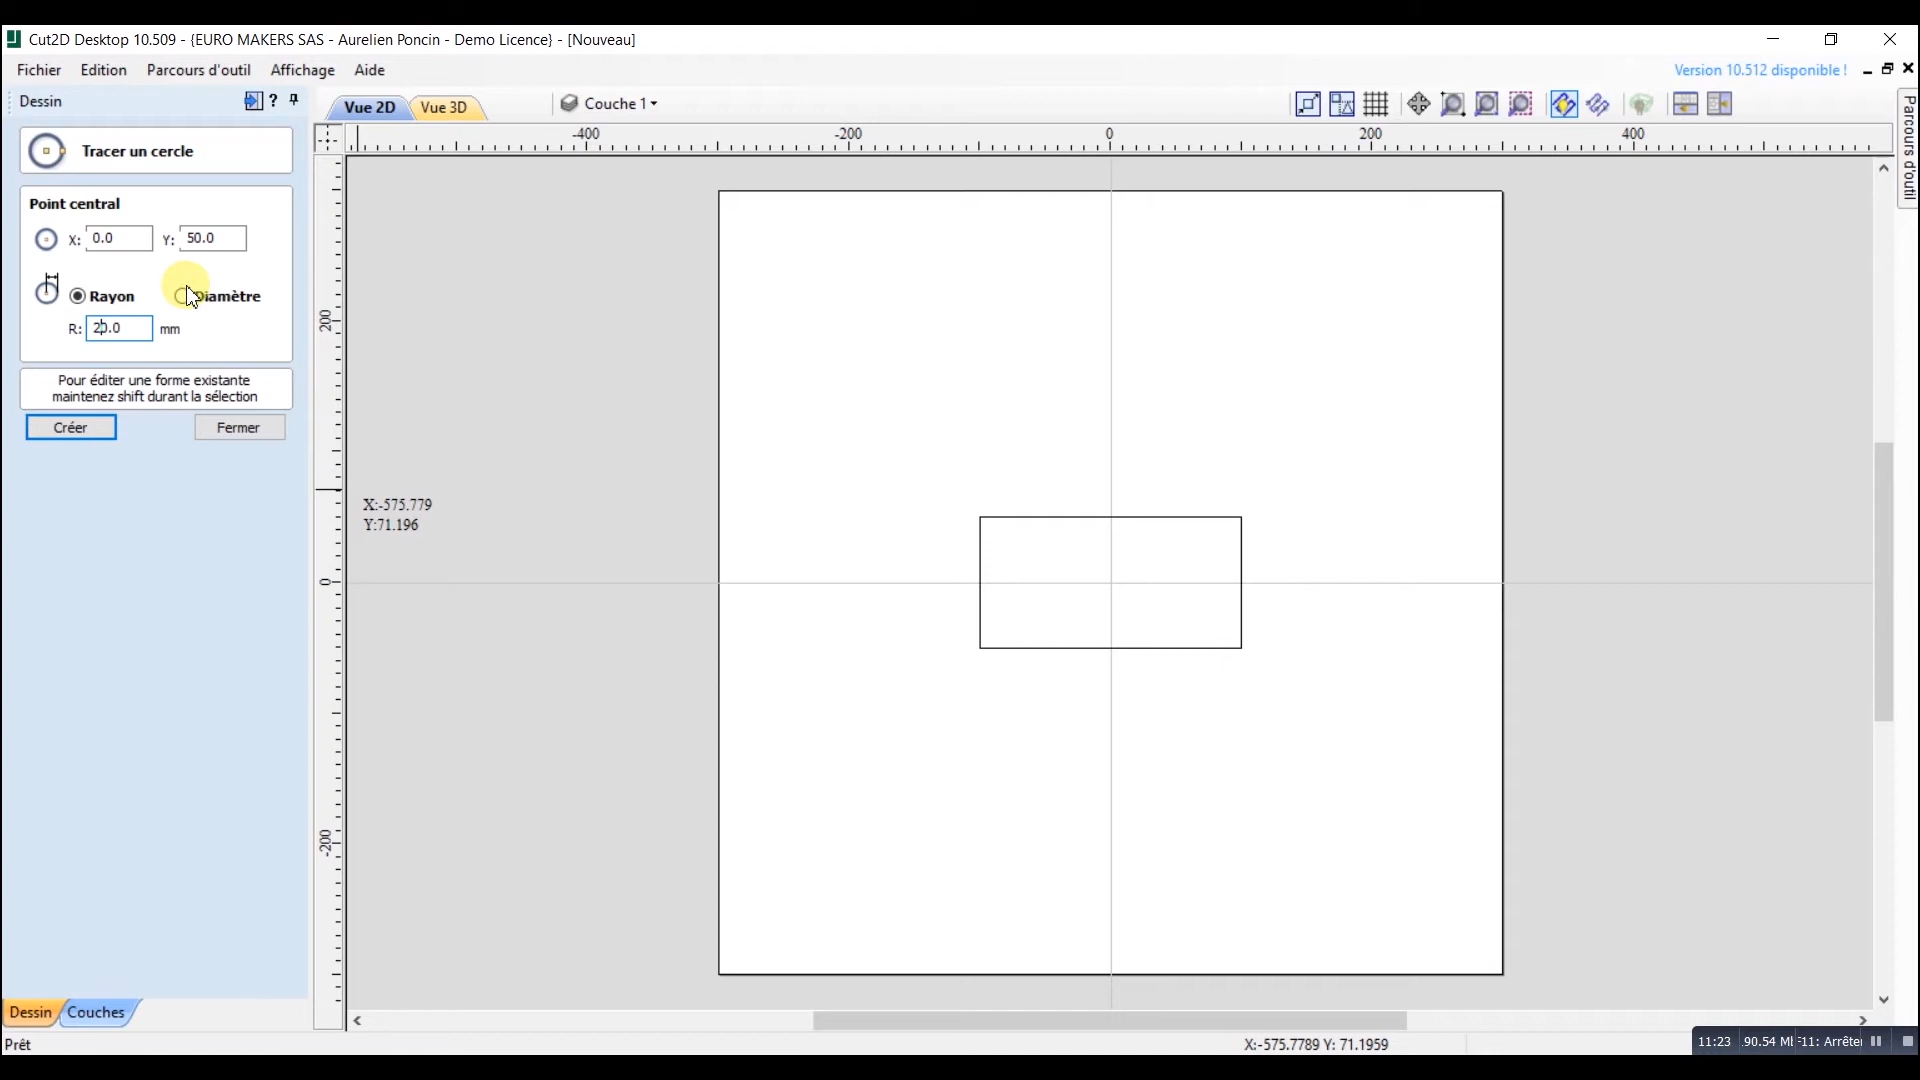 Cut2D Desktop 10.509 - {EURO MAKERS SAS - Aurelien Poncin - Demo Licence} - [Nouveau]
Fichier Edition Parcours d'outil Affichage Aide
Version 10.512 disponible !
Dessin
?
Vue 2D Vue 3D
Couche 1
Parcours d'outil
-400 -200 0 200 400
Tracer un cercle
Point central
X: 0.0 Y: 50.0
Rayon Diamètre
R: 20.0 mm
Pour éditer une forme existante
maintenez shift durant la sélection
Créer Fermer
200
0
-200
X:-575.779
Y:71.196
Dessin Couches
Prêt
X:-575.7789 Y: 71.1959
11:23 .90.54 F11: Arrêter